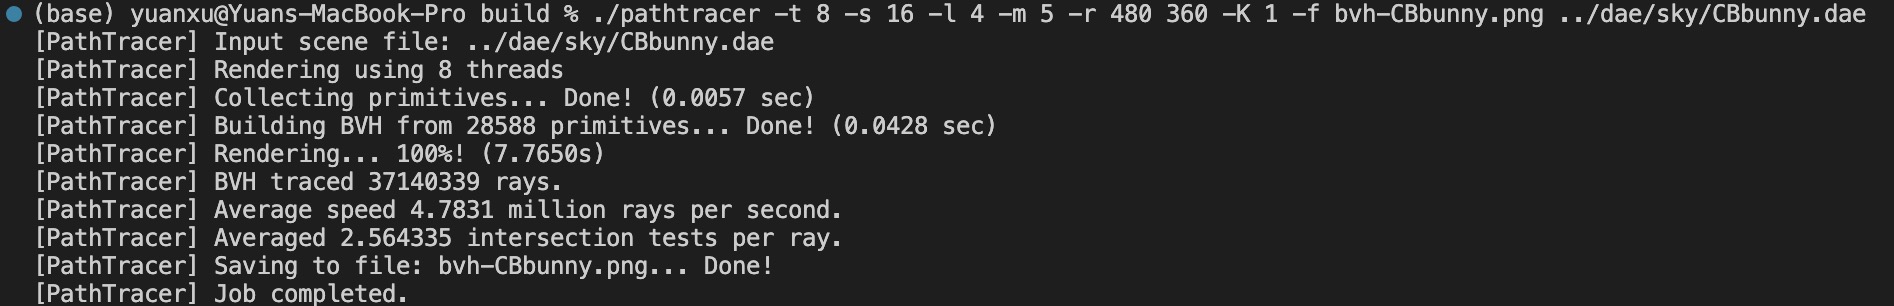 (base) yuanxu@Yuans-MacBook-Pro build % ./pathtracer -t 8 -s 16 -l 4 -m 5 -r 480 360 -K 1 -f bvh-CBbunny.png ../dae/sky/CBbunny.dae
[PathTracer] Input scene file: ../dae/sky/CBbunny.dae
[PathTracer] Rendering using 8 threads
[PathTracer] Collecting primitives... Done! (0.0057 sec)
[PathTracer] Building BVH from 28588 primitives... Done! (0.0428 sec)
[PathTracer] Rendering... 100%! (7.7650s)
[PathTracer] BVH traced 37140339 rays.
[PathTracer] Average speed 4.7831 million rays per second.
[PathTracer] Averaged 2.564335 intersection tests per ray.
[PathTracer] Saving to file: bvh-CBbunny.png... Done!
[PathTracer] Job completed.